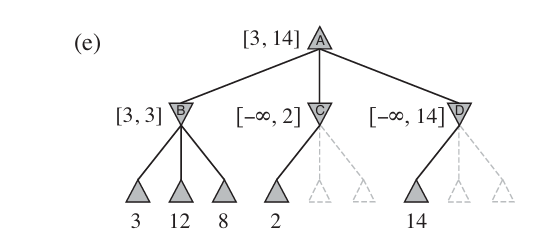 (e)
[3, 14] A
[3, 3] B [−∞, 2] C [−∞, 14] D
3 12 8 2 14